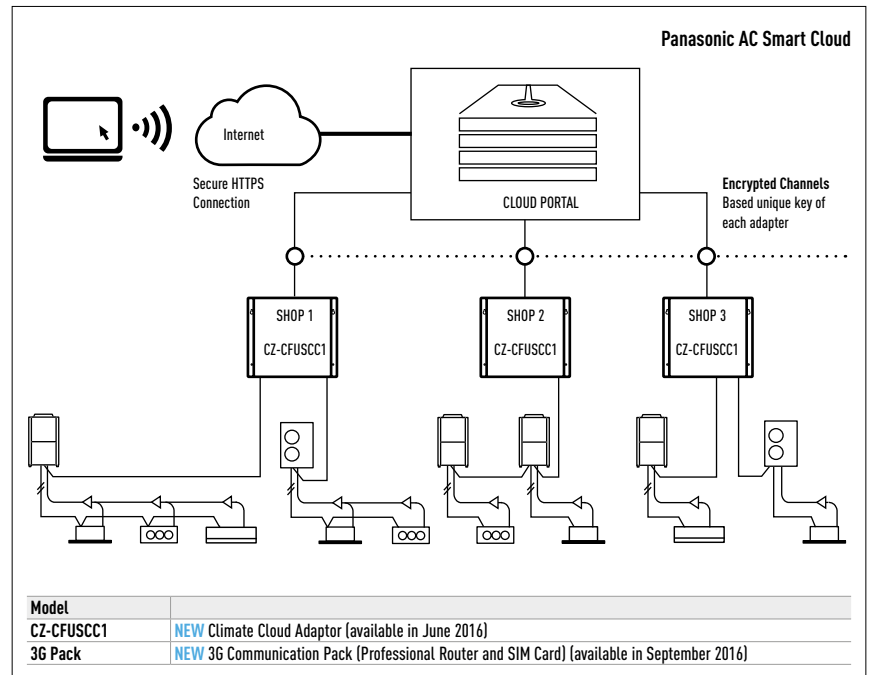 Panasonic AC Smart Cloud
Internet
Secure HTTPS
Connection
CLOUD PORTAL
Encrypted Channels
Based unique key of
each adapter
SHOP 1
CZ-CFUSCC1
SHOP 2
CZ-CFUSCC1
SHOP 3
CZ-CFUSCC1
Model
CZ-CFUSCC1 NEW Climate Cloud Adaptor (available in June 2016)
3G Pack NEW 3G Communication Pack (Professional Router and SIM Card) (available in September 2016)